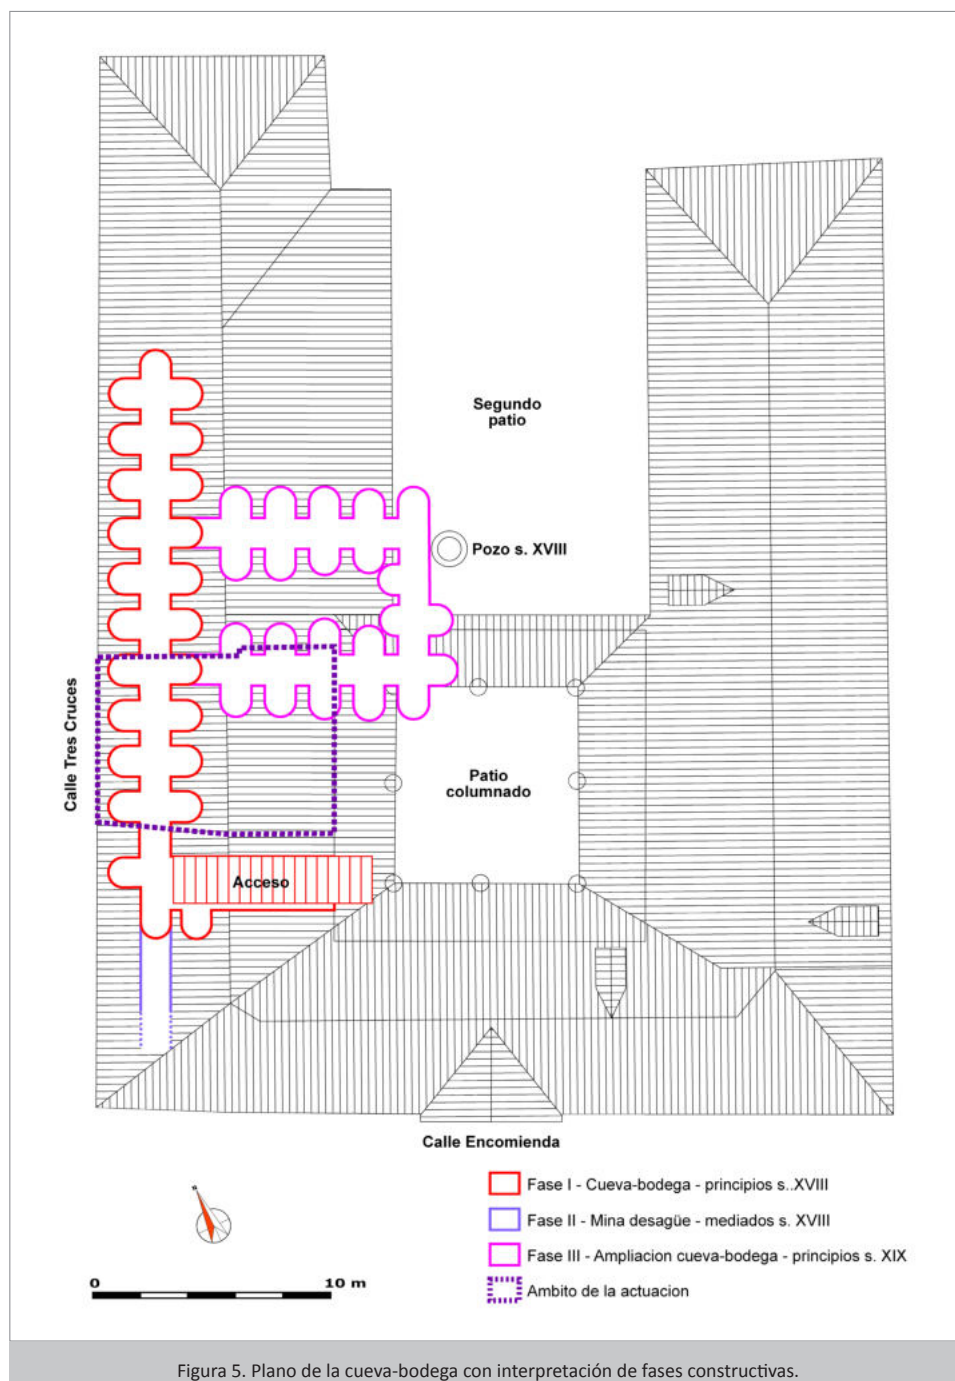 Segundo
patio
Pozo s. XVIII
Calle Tres Cruces
Patio
columnado
Acceso
Calle Encomienda
Fase I - Cueva-bodega - principios s..XVIII
Fase II - Mina desagüe - mediados s. XVIII
Fase III - Ampliacion cueva-bodega - principios s. XIX
Ambito de la actuacion
N
0 10 m
Figura 5. Plano de la cueva-bodega con interpretación de fases constructivas.